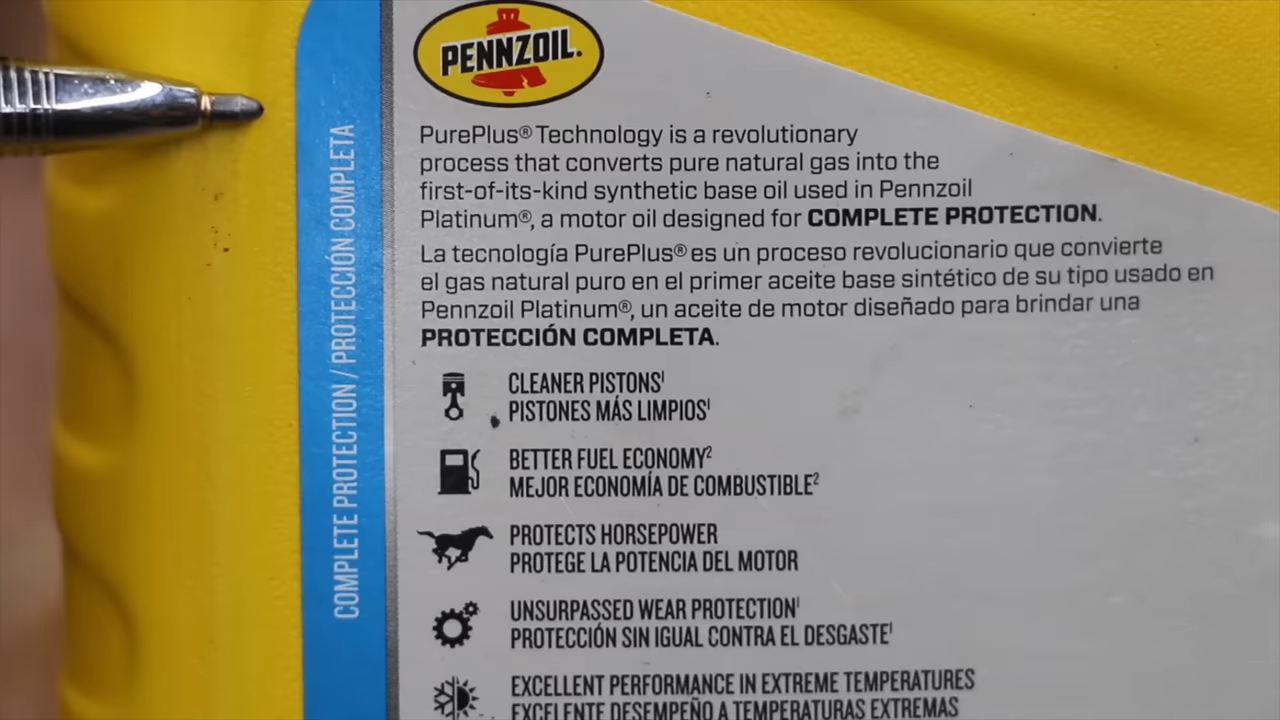 PENNZOIL.
COMPLETE PROTECTION / PROTECCIÓN COMPLETA
PurePlus® Technology is a revolutionary
process that converts pure natural gas into the
first-of-its-kind synthetic base oil used in Pennzoil
Platinum®, a motor oil designed for COMPLETE PROTECTION.
La tecnología PurePlus® es un proceso revolucionario que convierte
el gas natural puro en el primer aceite base sintético de su tipo usado en
Pennzoil Platinum®, un aceite de motor diseñado para brindar una
PROTECCIÓN COMPLETA.
CLEANER PISTONS¹
PISTONES MÁS LIMPIOS¹
BETTER FUEL ECONOMY²
MEJOR ECONOMÍA DE COMBUSTIBLE²
PROTECTS HORSEPOWER
PROTEGE LA POTENCIA DEL MOTOR
UNSURPASSED WEAR PROTECTION¹
PROTECCIÓN SIN IGUAL CONTRA EL DESGASTE¹
EXCELLENT PERFORMANCE IN EXTREME TEMPERATURES
EXCELENTE DESEMPEÑO A TEMPERATURAS EXTREMAS